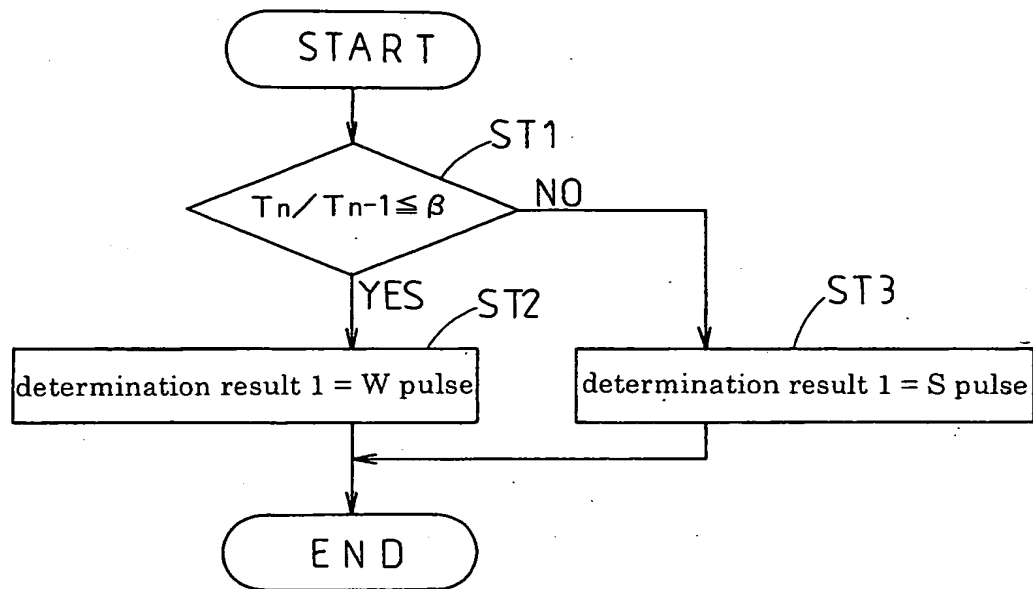 START
ST1
Tn/Tn-1≦β
NO
YES
ST2
ST3
determination result 1 = W pulse
determination result 1 = S pulse
END